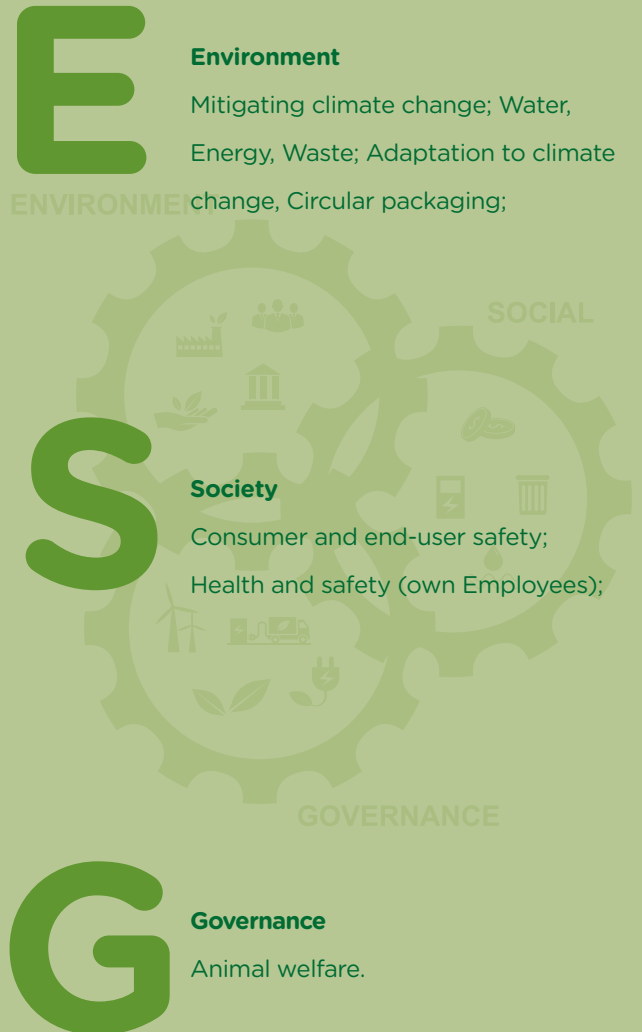 E
Environment
Mitigating climate change; Water,
Energy, Waste; Adaptation to climate
change, Circular packaging;
ENVIRONMENT
SOCIAL
S
Society
Consumer and end-user safety;
Health and safety (own Employees);
GOVERNANCE
G
Governance
Animal welfare.